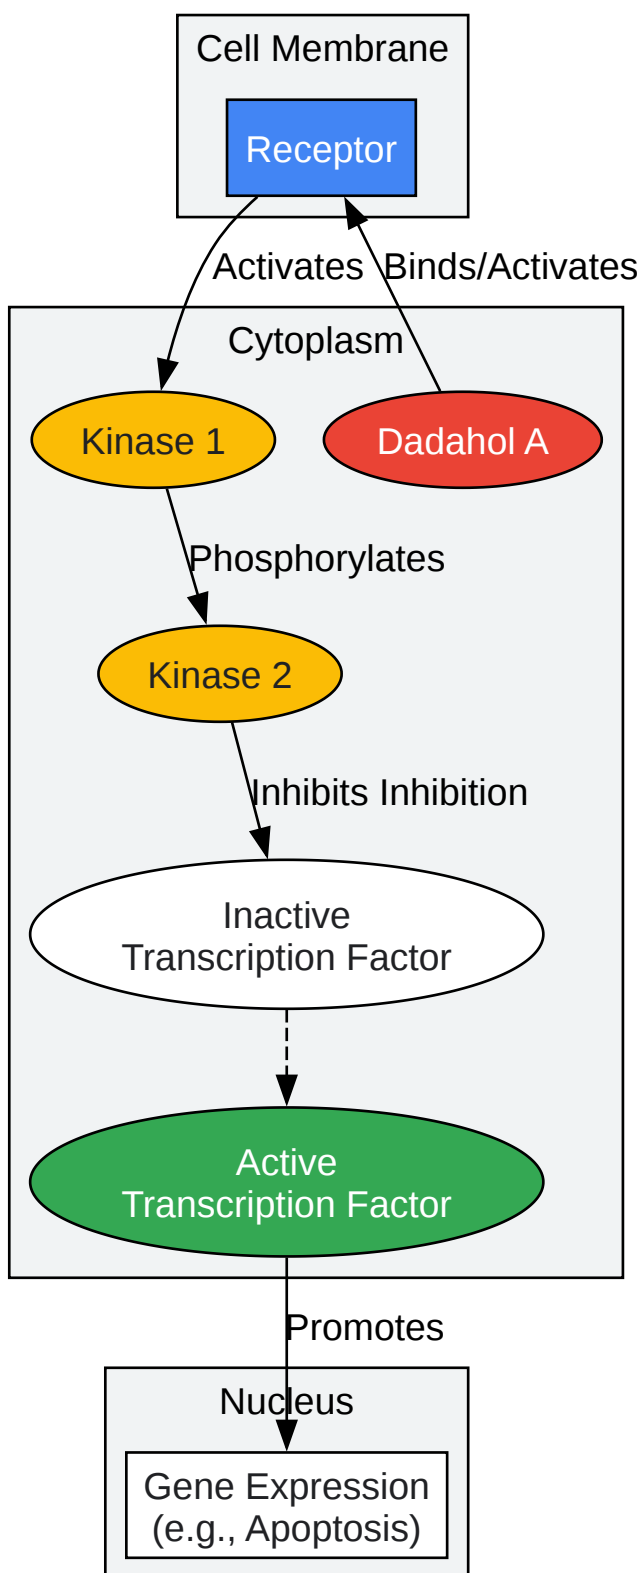 Cell Membrane
Receptor
Activates
Binds/Activates
Cytoplasm
Kinase 1
Dadahol A
Phosphorylates
Kinase 2
Inhibits Inhibition
Inactive
Transcription Factor
Active
Transcription Factor
Promotes
Nucleus
Gene Expression
(e.g., Apoptosis)